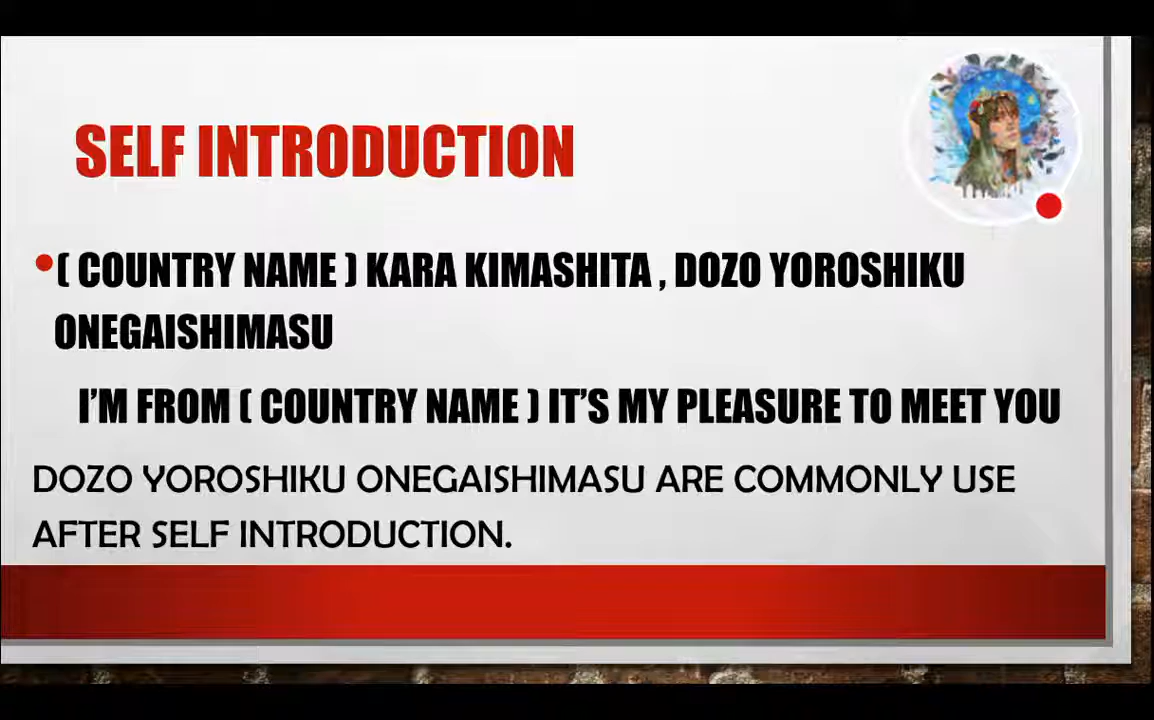 SELF INTRODUCTION
•( COUNTRY NAME ) KARA KIMASHITA , DOZO YOROSHIKU
ONEGAISHIMASU
I'M FROM ( COUNTRY NAME ) IT'S MY PLEASURE TO MEET YOU
DOZO YOROSHIKU ONEGAISHIMASU ARE COMMONLY USE
AFTER SELF INTRODUCTION.